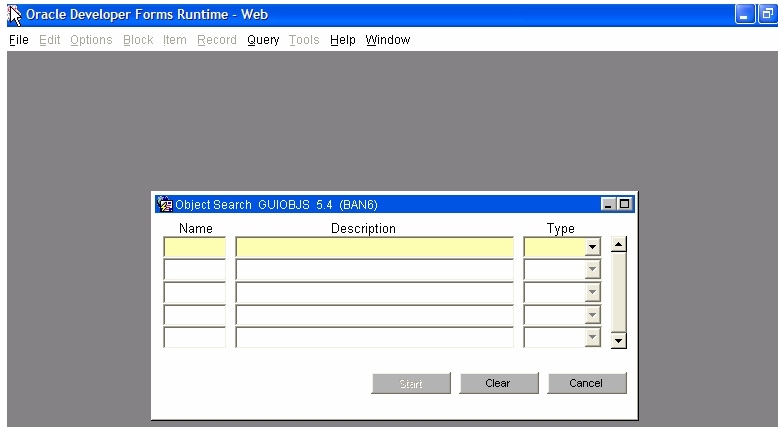 Oracle Developer Forms Runtime - Web
File Edit Options Block Item Record Query Tools Help Window
Object Search GUIOBJS 5.4 (BAN6)
Name Description Type
Start Clear Cancel